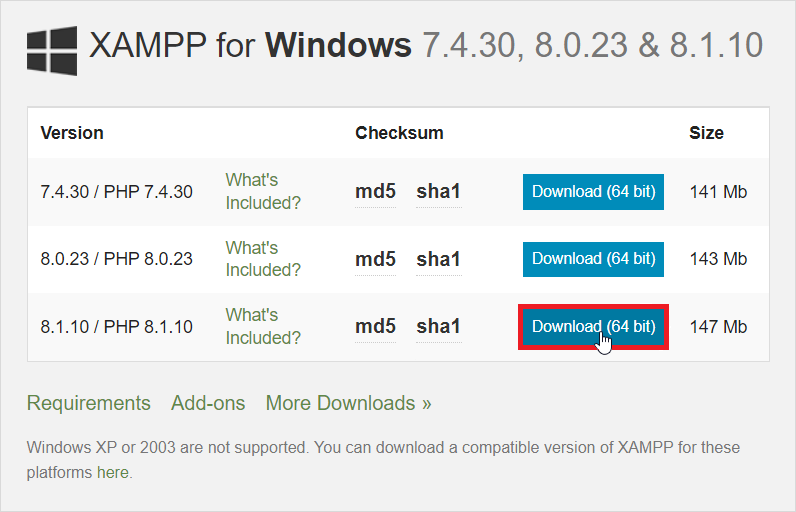 XAMPP for Windows 7.4.30, 8.0.23 & 8.1.10
Version Checksum Size
7.4.30 / PHP 7.4.30 What's Included? md5 sha1 Download (64 bit) 141 Mb
8.0.23 / PHP 8.0.23 What's Included? md5 sha1 Download (64 bit) 143 Mb
8.1.10 / PHP 8.1.10 What's Included? md5 sha1 Download (64 bit) 147 Mb
Requirements Add-ons More Downloads »
Windows XP or 2003 are not supported. You can download a compatible version of XAMPP for these
platforms here.